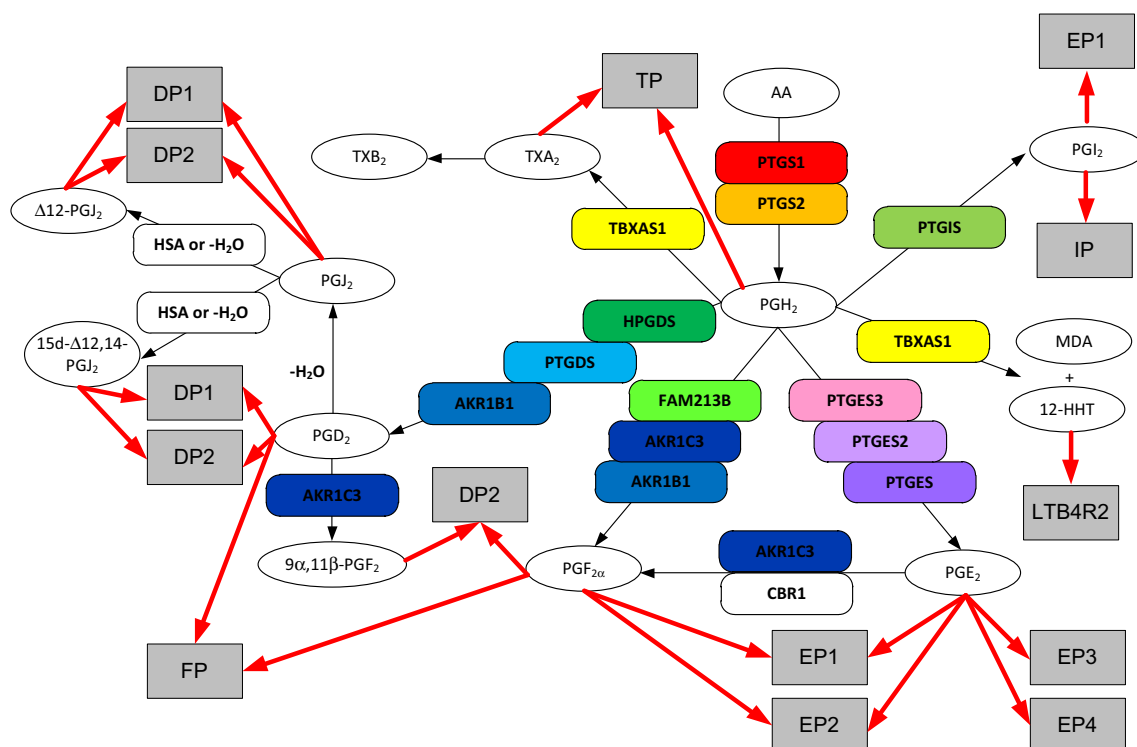 EP1
TP
DP1
AA
DP2
PTGS1
TXB₂
TXA₂
PGI₂
PTGS2
Δ12-PGJ₂
TBXAS1
PTGIS
HSA or -H₂O
IP
PGJ₂
PGH₂
HSA or -H₂O
HPGDS
TBXAS1
MDA
15d-Δ12,14-
PGJ₂
PTGDS
-H₂O
+
DP1
AKR1B1
FAM213B
PTGES3
12-HHT
PGD₂
AKR1C3
PTGES2
DP2
AKR1C3
DP2
AKR1B1
PTGES
LTB4R2
9α,11β-PGF₂
PGF₂α
AKR1C3
PGE₂
CBR1
FP
EP1
EP3
EP2
EP4